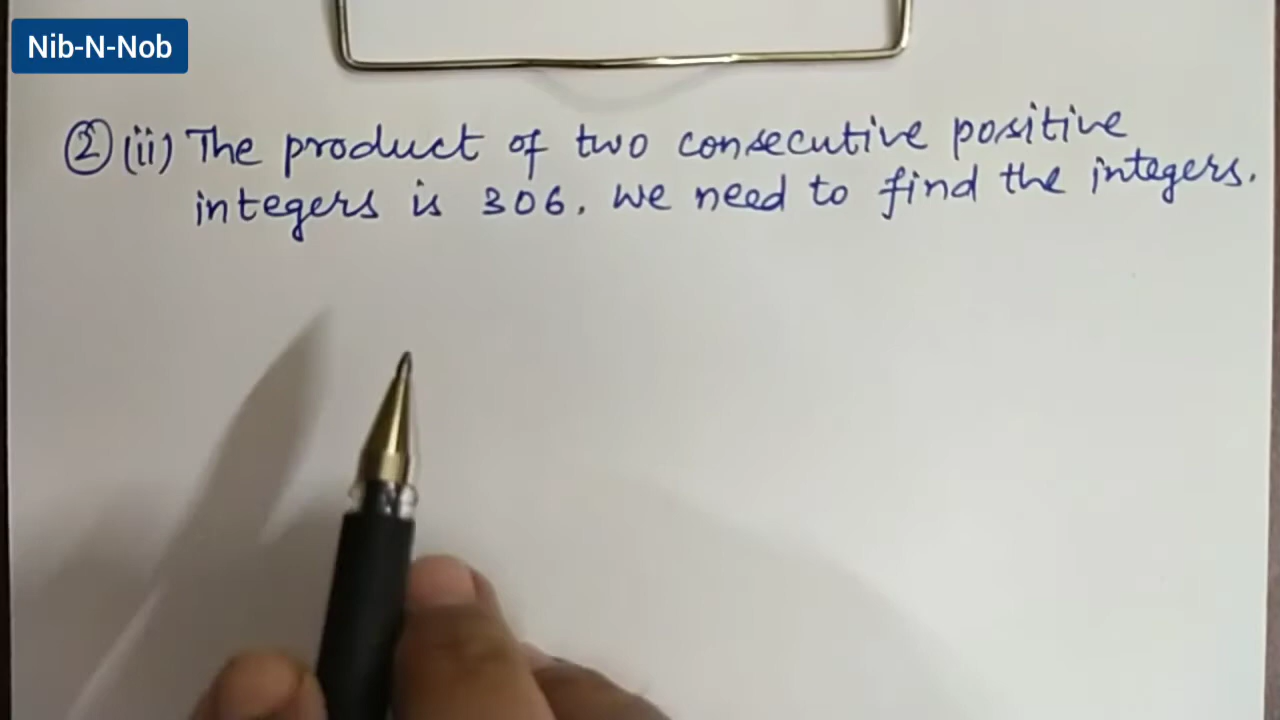 Nib-N-Nob
② (ii) The product of two consecutive positive
integers is 306. We need to find the integers.